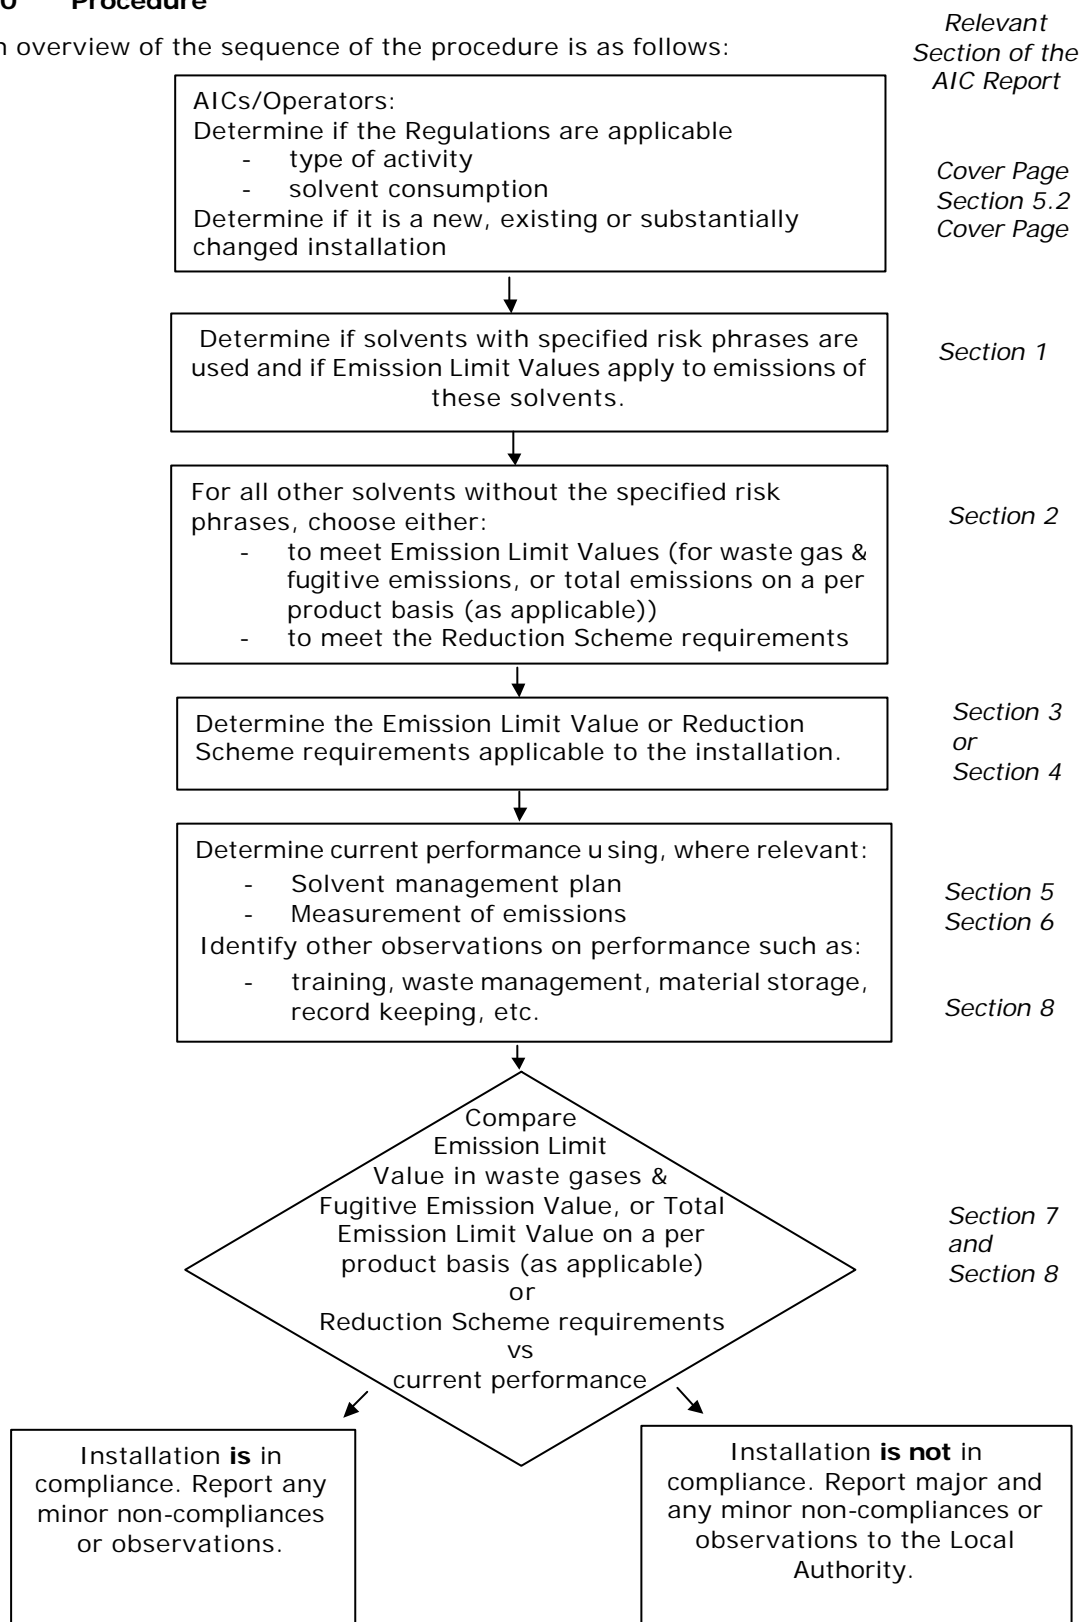 0 Procedure
n overview of the sequence of the procedure is as follows:
Relevant
Section of the
AIC Report
AICs/Operators:
Determine if the Regulations are applicable
- type of activity
- solvent consumption
Determine if it is a new, existing or substantially
changed installation
Cover Page
Section 5.2
Cover Page
Determine if solvents with specified risk phrases are
used and if Emission Limit Values apply to emissions of
these solvents.
Section 1
For all other solvents without the specified risk
phrases, choose either:
- to meet Emission Limit Values (for waste gas &
fugitive emissions, or total emissions on a per
product basis (as applicable))
- to meet the Reduction Scheme requirements
Section 2
Determine the Emission Limit Value or Reduction
Scheme requirements applicable to the installation.
Section 3
or
Section 4
Determine current performance using, where relevant:
- Solvent management plan
- Measurement of emissions
Identify other observations on performance such as:
- training, waste management, material storage,
record keeping, etc.
Section 5
Section 6
Section 8
Compare
Emission Limit
Value in waste gases &
Fugitive Emission Value, or Total
Emission Limit Value on a per
product basis (as applicable)
or
Reduction Scheme requirements
vs
current performance
Section 7
and
Section 8
Installation is in
compliance. Report any
minor non-compliances
or observations.
Installation is not in
compliance. Report major and
any minor non-compliances or
observations to the Local
Authority.